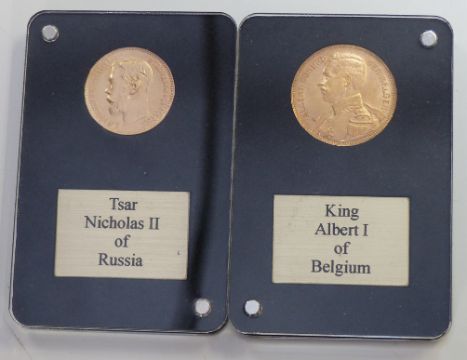 Tsar
Nicholas II
of
Russia
King
Albert I
of
Belgium